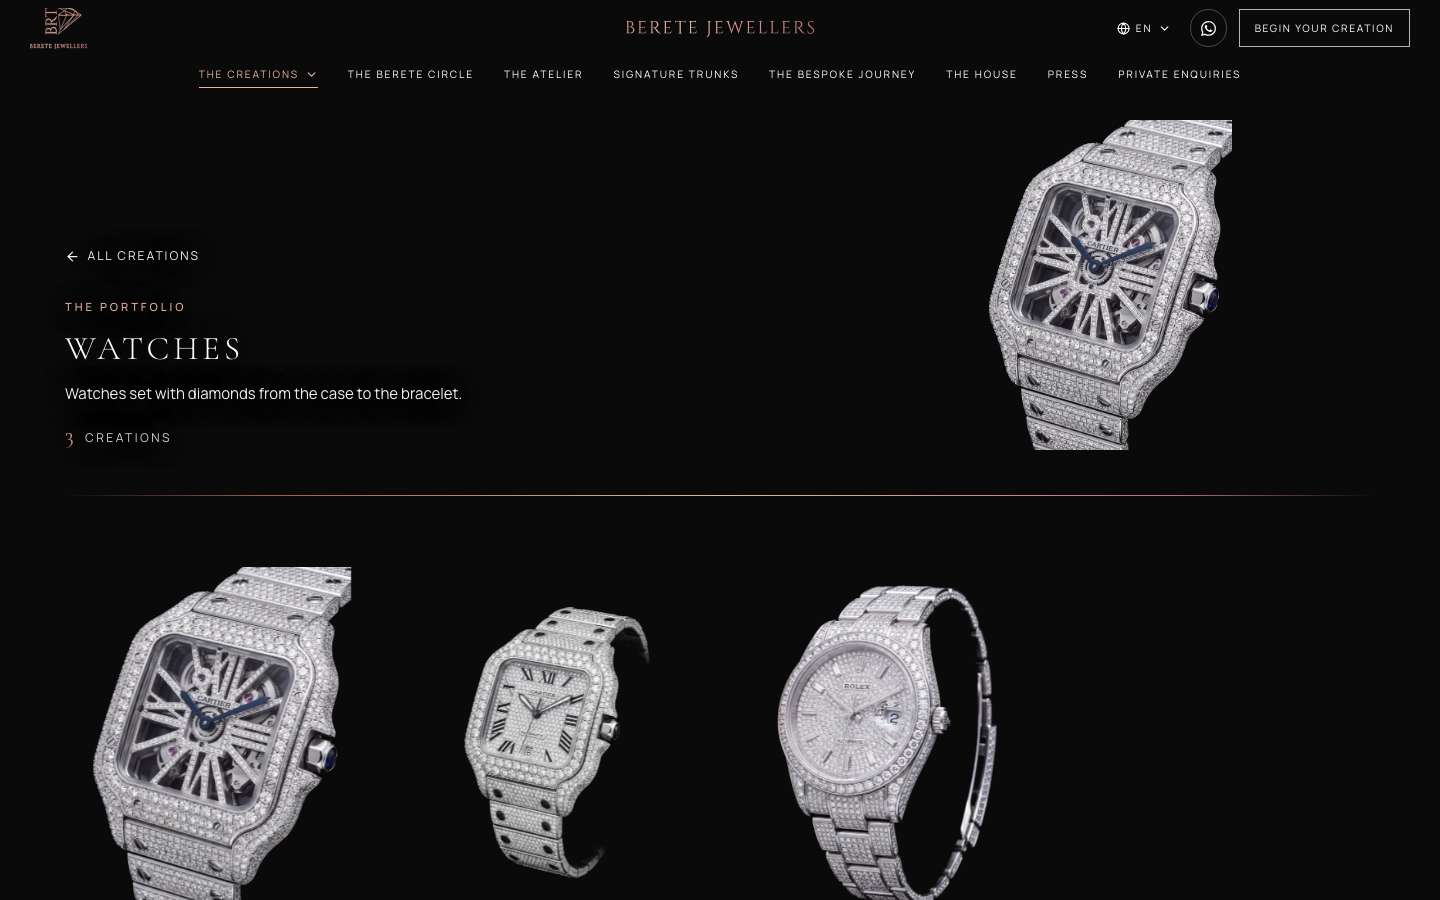 BRT
BERETE JEWELLERS
BERETE JEWELLERS
EN
BEGIN YOUR CREATION
THE CREATIONS
THE BERETE CIRCLE
THE ATELIER
SIGNATURE TRUNKS
THE BESPOKE JOURNEY
THE HOUSE
PRESS
PRIVATE ENQUIRIES
ALL CREATIONS
THE PORTFOLIO
WATCHES
Watches set with diamonds from the case to the bracelet.
3 CREATIONS
CARTIER
CARTIER
ROLEX